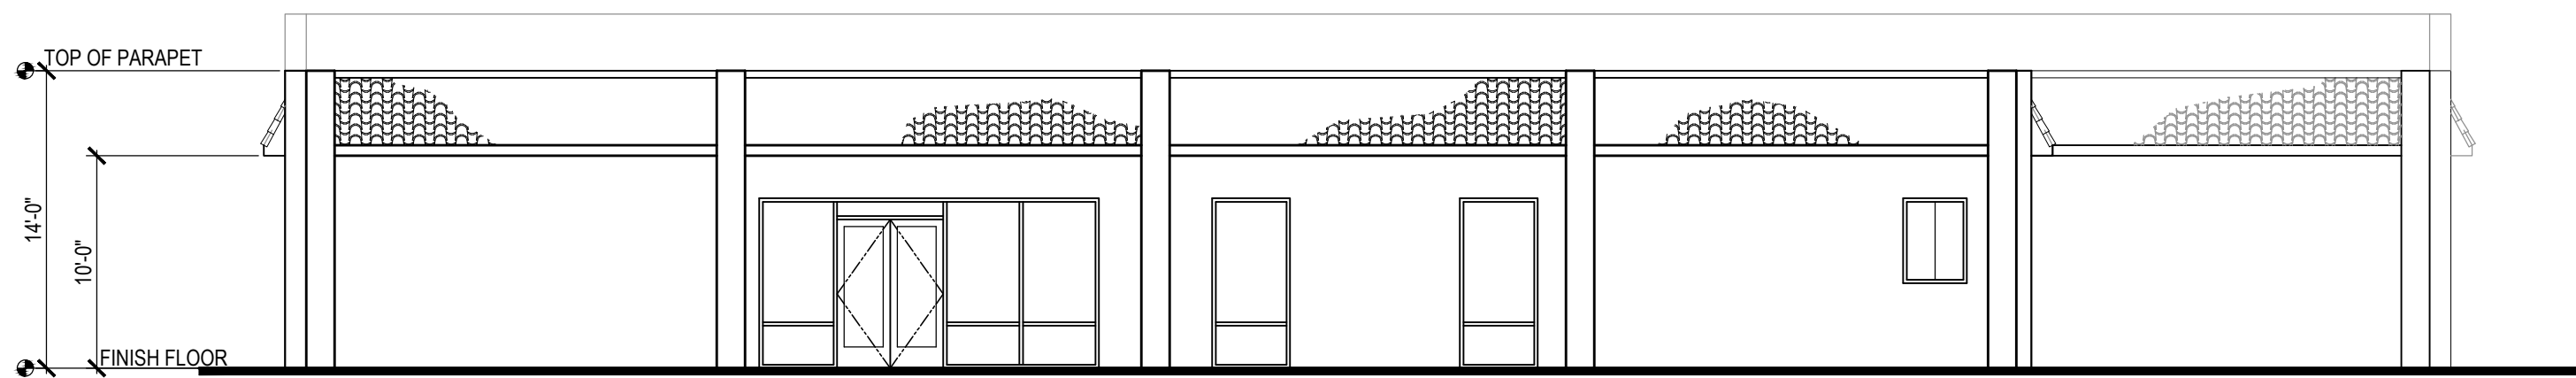 TOP OF PARAPET
14'-0"
10'-0"
FINISH FLOOR